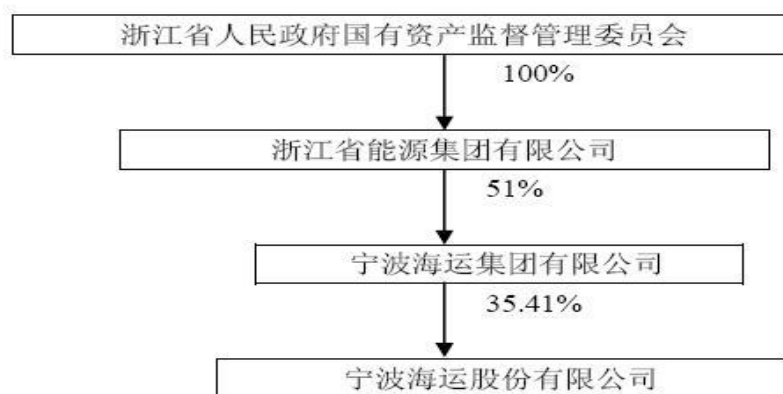 浙江省人民政府国有资产监督管理委员会
100%
浙江省能源集团有限公司
51%
宁波海运集团有限公司
35.41%
宁波海运股份有限公司